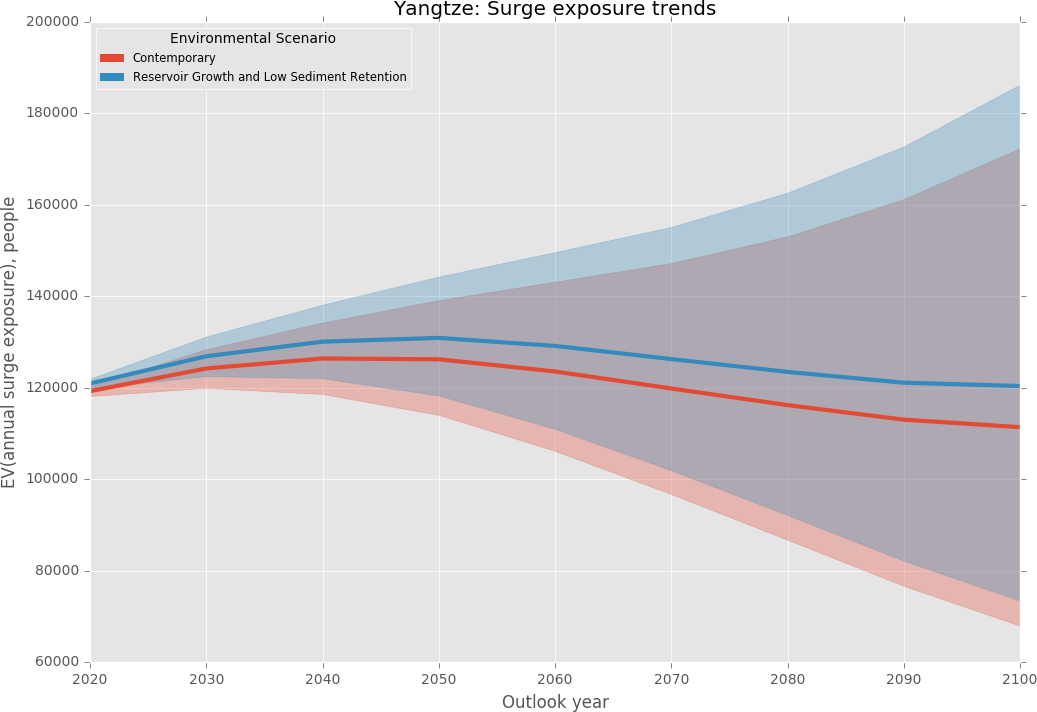 Yangtze: Surge exposure trends
200000
180000
160000
140000
120000
100000
80000
60000
EV(annual surge exposure), people
Environmental Scenario
Contemporary
Reservoir Growth and Low Sediment Retention
2020 2030 2040 2050 2060 2070 2080 2090 2100
Outlook year